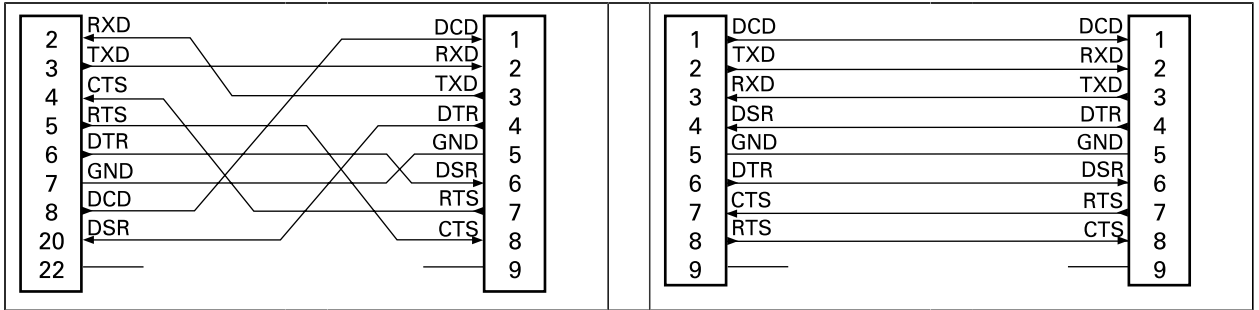 2 RXD DCD 1
3 TXD RXD 2
4 CTS TXD 3
5 RTS DTR 4
6 DTR GND 5
7 GND DSR 6
8 DCD RTS 7
20 DSR CTS 8
22 9
1 DCD DCD 1
2 TXD RXD 2
3 RXD TXD 3
4 DSR DTR 4
5 GND GND 5
6 DTR DSR 6
7 CTS RTS 7
8 RTS CTS 8
9 9